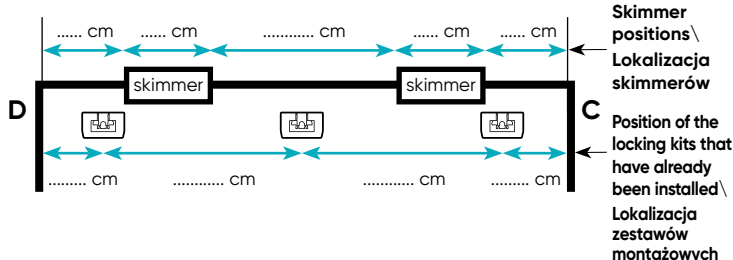 ...... cm ...... cm ............ cm ...... cm ...... cm
Skimmer
positions\
Lokalizacja
skimmerów
skimmer skimmer
D C
Position of the
locking kits that
have already
been installed\
Lokalizacja
zestawów
montażowych
.......... cm ............ cm ............ cm .......... cm